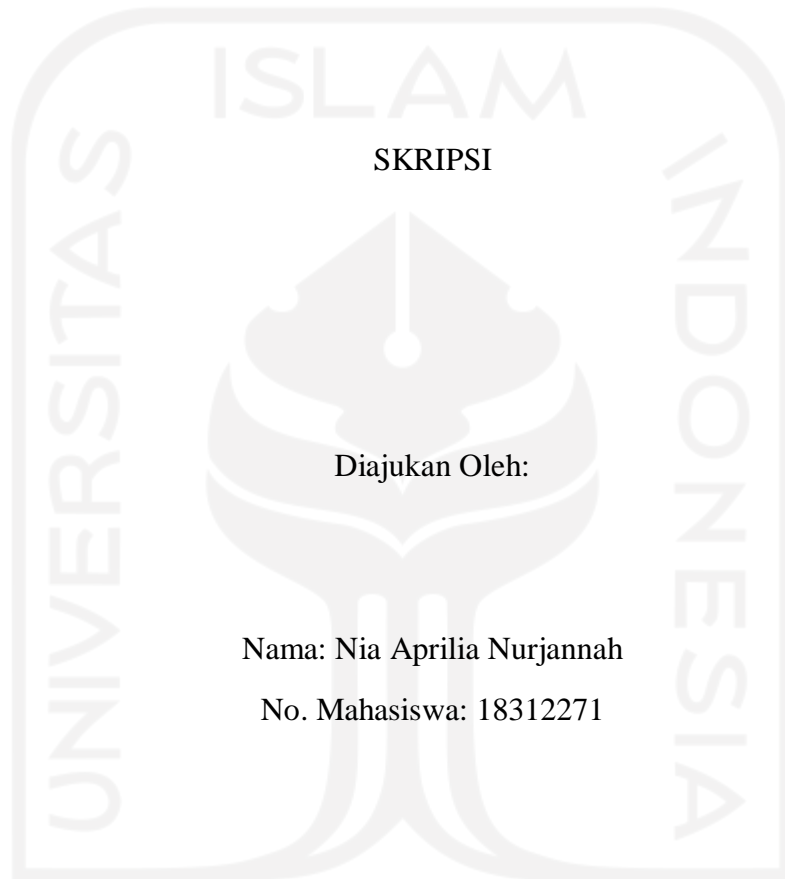 ISLAM
UNIVERSITAS
INDONESIA
SKRIPSI
Diajukan Oleh:
Nama: Nia Aprilia Nurjannah
No. Mahasiswa: 18312271